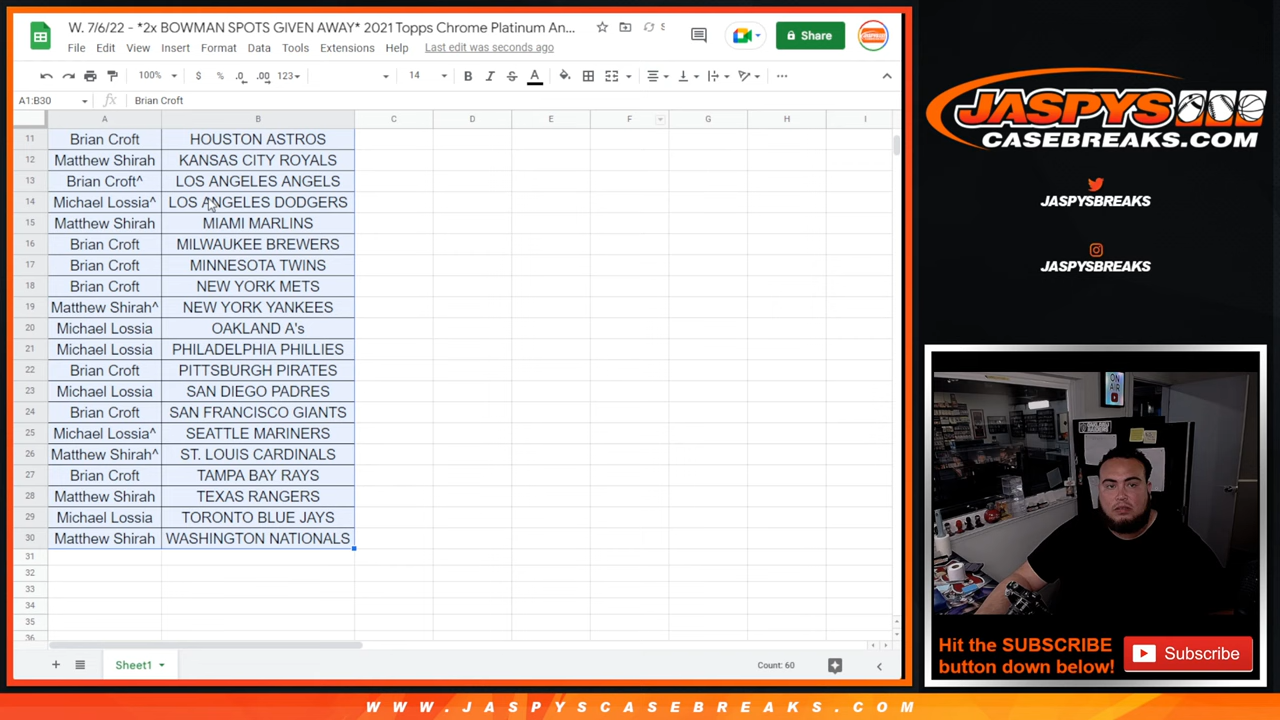 W. 7/6/22 - *2x BOWMAN SPOTS GIVEN AWAY* 2021 Topps Chrome Platinum An...
File Edit View Insert Format Data Tools Extensions Help Last edit was seconds ago
Share
100% $ % .0 .00 123 14 B I S A
A1:B30 fx Brian Croft
A B C D E F G H I
11 Brian Croft HOUSTON ASTROS
12 Matthew Shirah KANSAS CITY ROYALS
13 Brian Croft^ LOS ANGELES ANGELS
14 Michael Lossia^ LOS ANGELES DODGERS
15 Matthew Shirah MIAMI MARLINS
16 Brian Croft MILWAUKEE BREWERS
17 Brian Croft MINNESOTA TWINS
18 Brian Croft NEW YORK METS
19 Matthew Shirah^ NEW YORK YANKEES
20 Michael Lossia OAKLAND A's
21 Michael Lossia PHILADELPHIA PHILLIES
22 Brian Croft PITTSBURGH PIRATES
23 Michael Lossia SAN DIEGO PADRES
24 Brian Croft SAN FRANCISCO GIANTS
25 Michael Lossia^ SEATTLE MARINERS
26 Matthew Shirah^ ST. LOUIS CARDINALS
27 Brian Croft TAMPA BAY RAYS
28 Matthew Shirah TEXAS RANGERS
29 Michael Lossia TORONTO BLUE JAYS
30 Matthew Shirah WASHINGTON NATIONALS
31
32
33
34
35
36
Sheet1
Count: 60
JASPYS
CASEBREAKS.COM
JASPYSBREAKS
JASPYSBREAKS
ON AIR
Hit the SUBSCRIBE
button down below!
Subscribe
WWW.JASPYSCASEBREAKS.COM